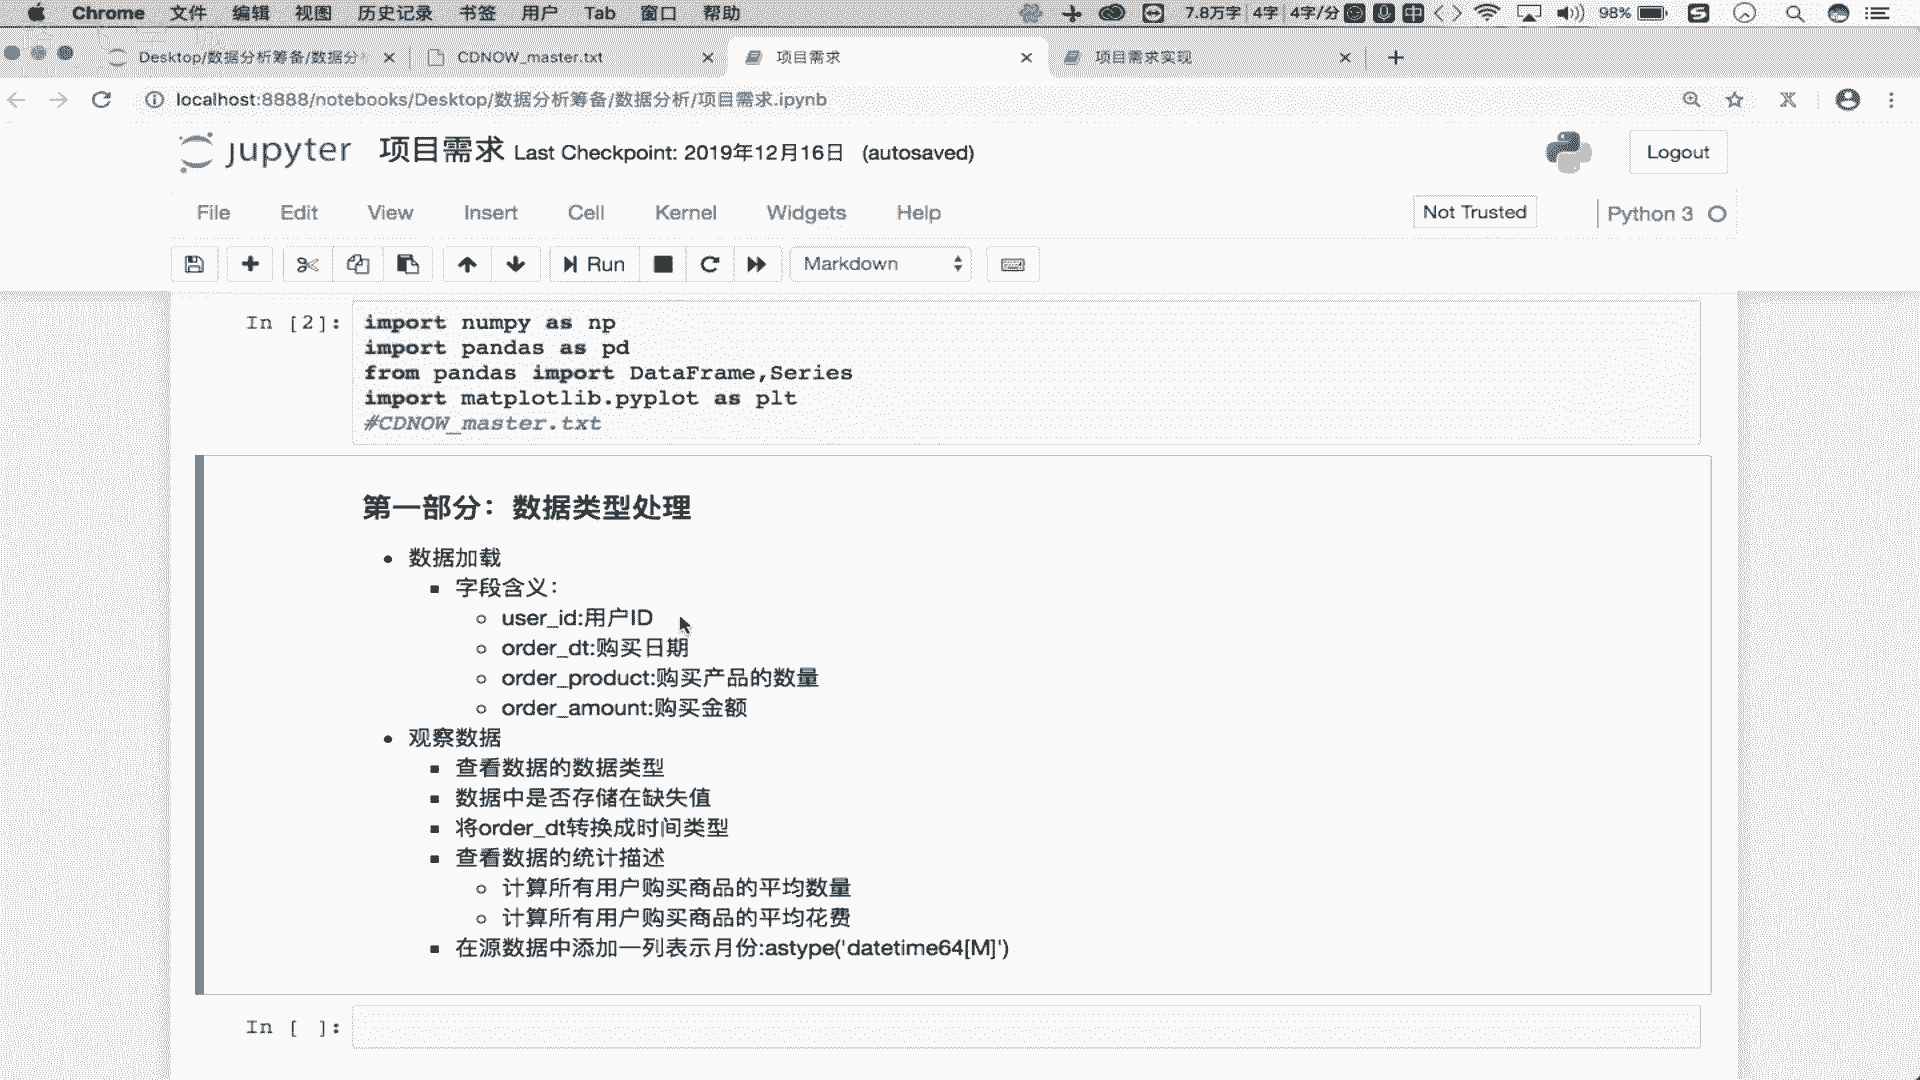 Chrome 文件 编辑 视图 历史记录 书签 用户 Tab 窗口 帮助 7.8万字 4字 4字/分 中 98% S
Desktop/数据分析筹备/数据分 CDNOW_master.txt 项目需求 项目需求实现
localhost:8888/notebooks/Desktop/数据分析筹备/数据分析/项目需求.ipynb
jupyter 项目需求 Last Checkpoint: 2019年12月16日 (autosaved) Logout
File Edit View Insert Cell Kernel Widgets Help Not Trusted Python 3
Run Markdown
In [2]: import numpy as np
import pandas as pd
from pandas import DataFrame,Series
import matplotlib.pyplot as plt
#CDNOW_master.txt
第一部分：数据类型处理
数据加载
字段含义：
user_id:用户ID
order_dt:购买日期
order_product:购买产品的数量
order_amount:购买金额
观察数据
查看数据的数据类型
数据中是否存储在缺失值
将order_dt转换成时间类型
查看数据的统计描述
计算所有用户购买商品的平均数量
计算所有用户购买商品的平均花费
在源数据中添加一列表示月份:astype('datetime64[M]')
In [ ]: